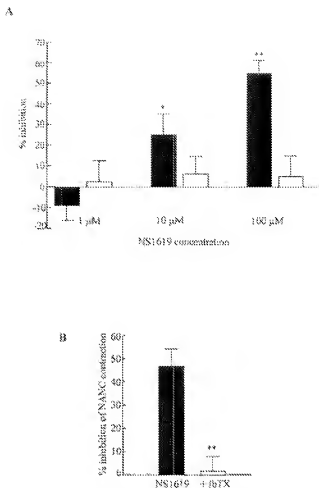 A
70
60
50
40
30
20
10
0
-10
-20
% inhibition
*
**
1 µM 10 µM 100 µM
NS1619 concentration
B
60
50
40
30
20
10
0
% inhibition of NANC contraction
**
NS1619 + IbTX